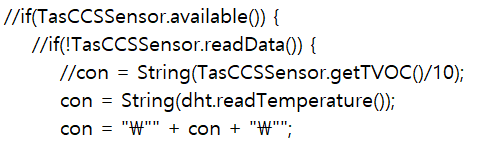 //if(TasCCSSensor.available()) {
//if(!TasCCSSensor.readData()) {
//con = String(TasCCSSensor.getTVOC()/10);
con = String(dht.readTemperature());
con = "₩"" + con + "₩"";